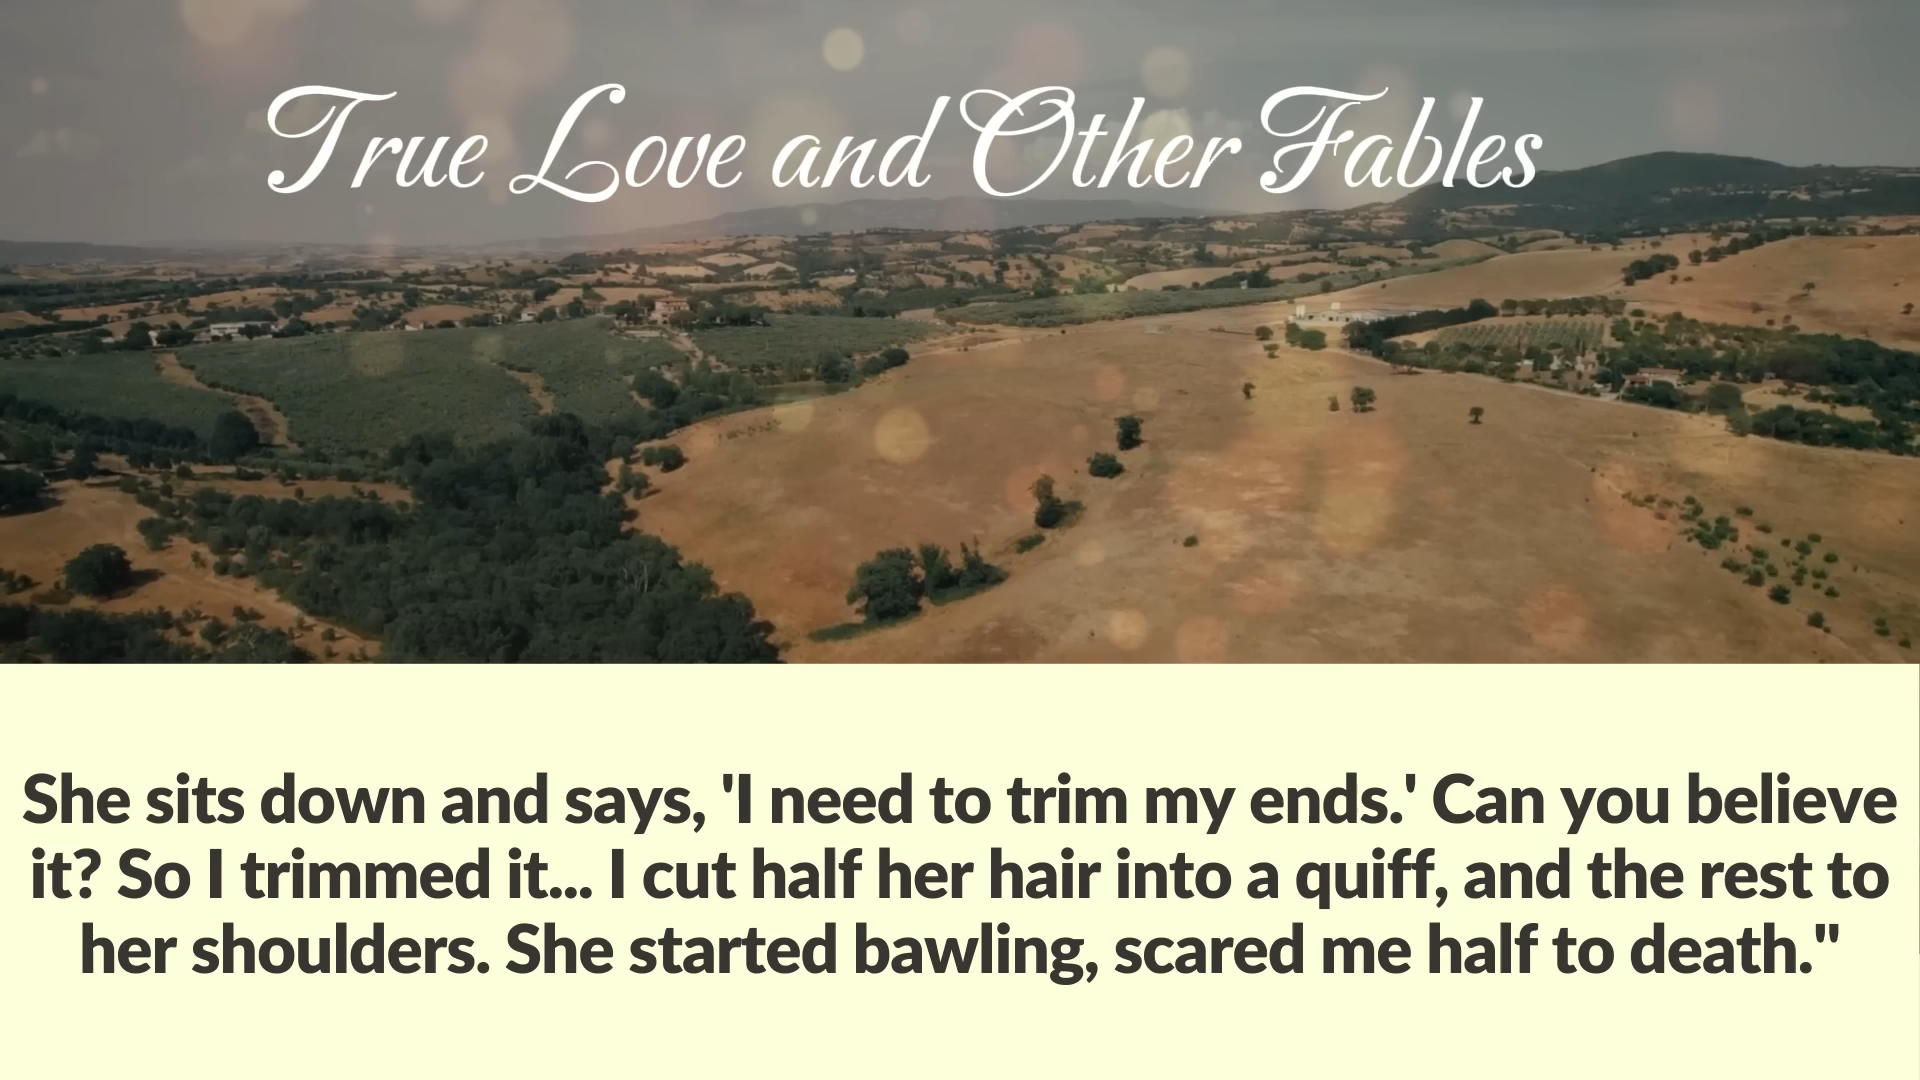 True Love and Other Fables
She sits down and says, 'I need to trim my ends.' Can you believe
it? So I trimmed it... I cut half her hair into a quiff, and the rest to
her shoulders. She started bawling, scared me half to death."